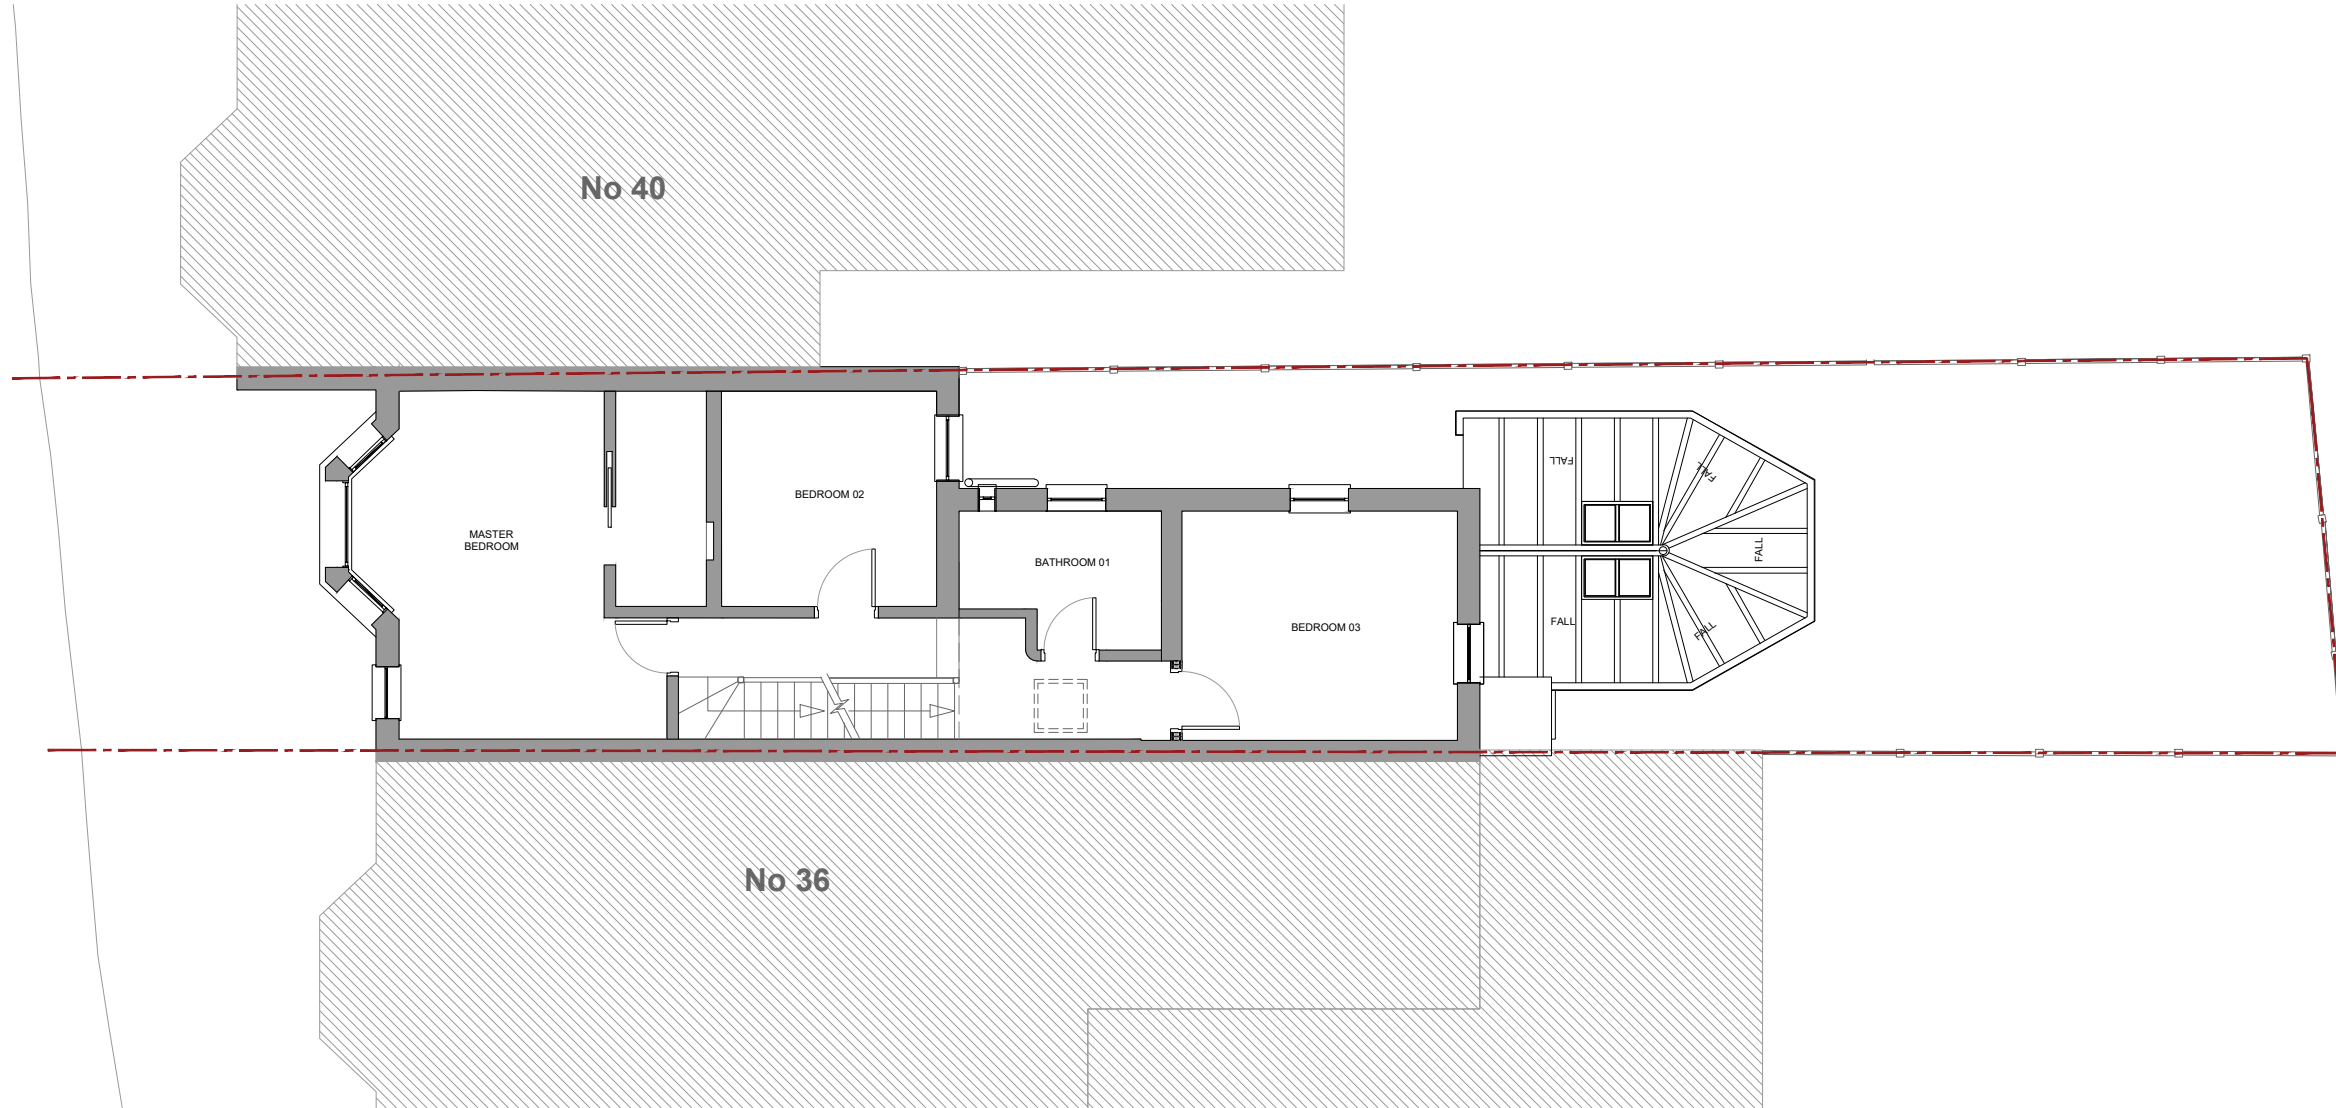 No 40
MASTER
BEDROOM
BEDROOM 02
BATHROOM 01
BEDROOM 03
FALL
FALL
FALL
FALL
FALL
No 36